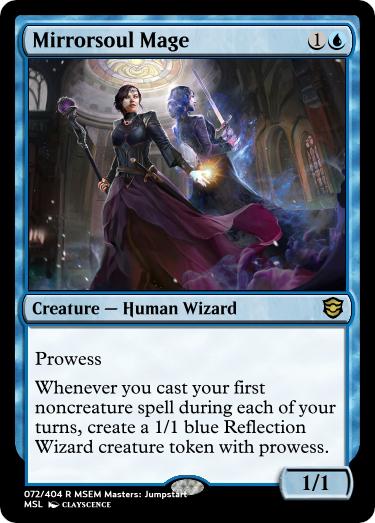 Mirrorsoul Mage 1
Creature — Human Wizard
Prowess
Whenever you cast your first
noncreature spell during each of your
turns, create a 1/1 blue Reflection
Wizard creature token with prowess.
1/1
072/404 R MSEM Masters: Jumpstart
MSL CLAYSCIENCE